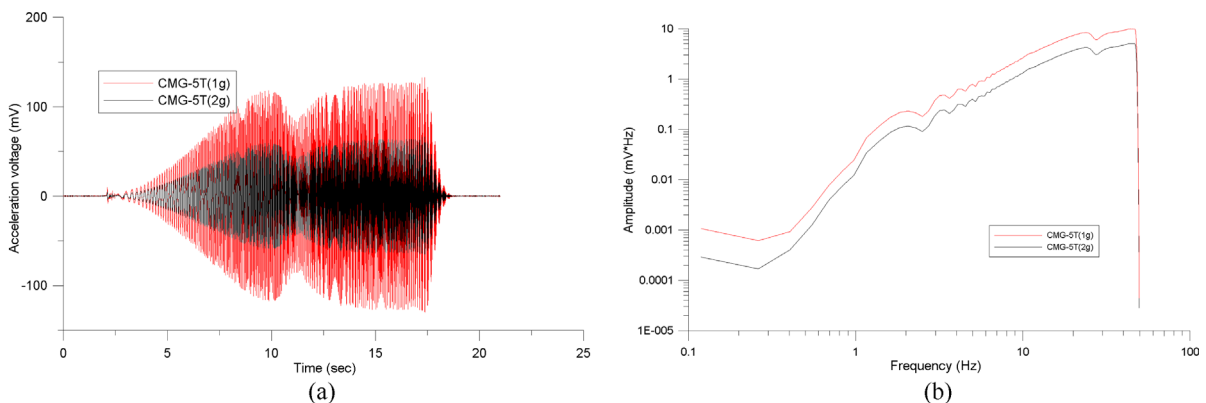 200
100
0
-100
Acceleration voltage (mV)
CMG-5T(1g)
CMG-5T(2g)
0
5
10
15
20
25
Time (sec)
(a)
10
1
0.1
0.01
0.001
0.0001
1E-005
Amplitude (mV*Hz)
CMG-5T(1g)
CMG-5T(2g)
0.1
1
10
100
Frequency (Hz)
(b)